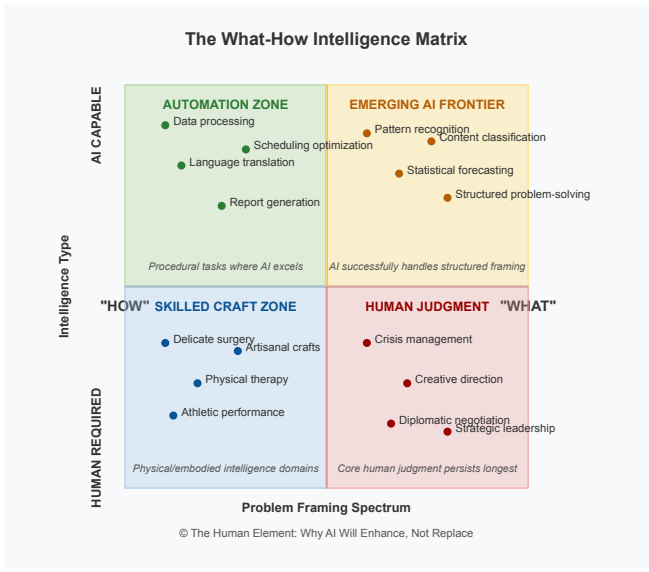 The What-How Intelligence Matrix
AI CAPABLE
AUTOMATION ZONE
Data processing
Scheduling optimization
Language translation
Report generation
Procedural tasks where AI excels
EMERGING AI FRONTIER
Pattern recognition
Content classification
Statistical forecasting
Structured problem-solving
AI successfully handles structured framing
Intelligence Type
"HOW"
SKILLED CRAFT ZONE
Delicate surgery
Artisanal crafts
Physical therapy
Athletic performance
Physical/embodied intelligence domains
HUMAN JUDGMENT
"WHAT"
Crisis management
Creative direction
Diplomatic negotiation
Strategic leadership
Core human judgment persists longest
HUMAN REQUIRED
Problem Framing Spectrum
© The Human Element: Why AI Will Enhance, Not Replace